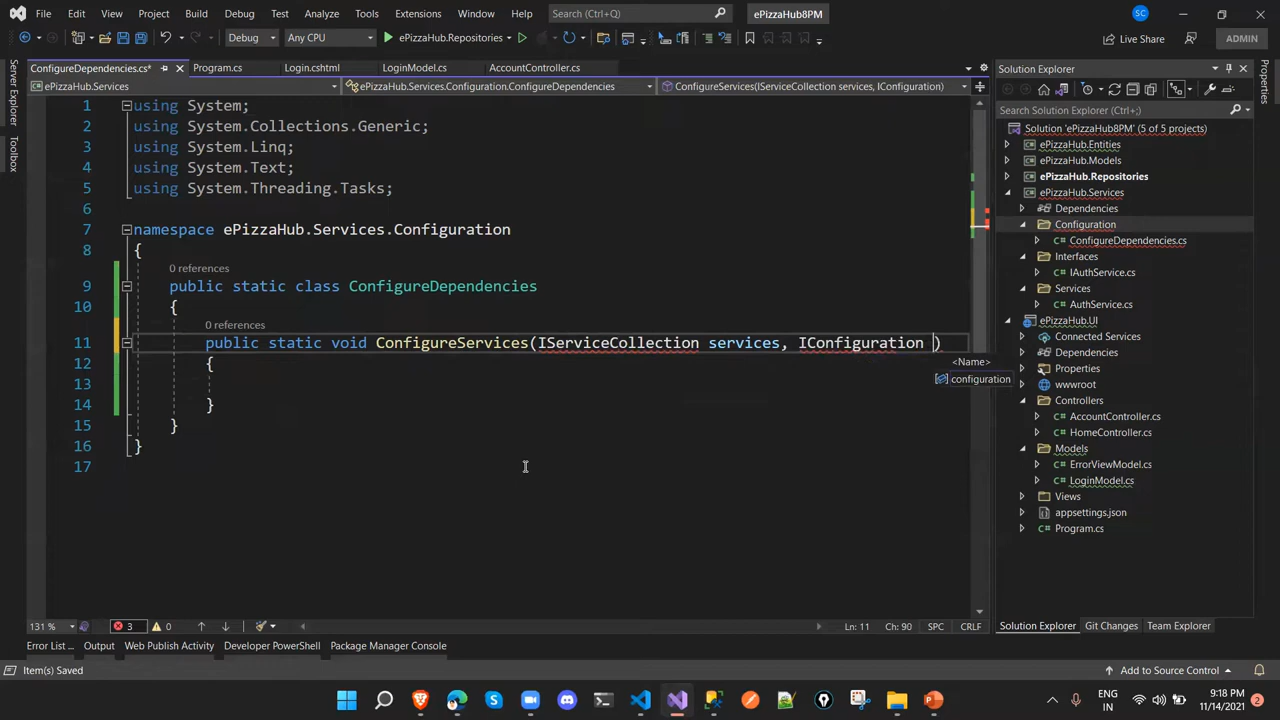 File Edit View Project Build Debug Test Analyze Tools Extensions Window Help Search (Ctrl+Q) ePizzaHub8PM SC
Debug Any CPU ePizzaHub.Repositories Live Share ADMIN
Server Explorer
Toolbox
ConfigureDependencies.cs* Program.cs Login.cshtml LoginModel.cs AccountController.cs
ePizzaHub.Services ePizzaHub.Services.Configuration.ConfigureDependencies ConfigureServices(IServiceCollection services, IConfiguration)
1 using System;
2 using System.Collections.Generic;
3 using System.Linq;
4 using System.Text;
5 using System.Threading.Tasks;
6
7 namespace ePizzaHub.Services.Configuration
8 {
0 references
9 public static class ConfigureDependencies
10 {
0 references
11 public static void ConfigureServices(IServiceCollection services, IConfiguration )
<Name>
configuration
12 {
13
14 }
15 }
16 }
17
131 % 3 0 Ln: 11 Ch: 90 SPC CRLF
Error List ... Output Web Publish Activity Developer PowerShell Package Manager Console
Solution Explorer
Search Solution Explorer (Ctrl+;)
Solution 'ePizzaHub8PM' (5 of 5 projects)
ePizzaHub.Entities
ePizzaHub.Models
ePizzaHub.Repositories
ePizzaHub.Services
Dependencies
Configuration
C# ConfigureDependencies.cs
Interfaces
C# IAuthService.cs
Services
C# AuthService.cs
ePizzaHub.UI
Connected Services
Dependencies
Properties
wwwroot
Controllers
C# AccountController.cs
C# HomeController.cs
Models
C# ErrorViewModel.cs
C# LoginModel.cs
Views
appsettings.json
C# Program.cs
Solution Explorer Git Changes Team Explorer
Properties
Item(s) Saved Add to Source Control 2
ENG
IN
9:18 PM
11/14/2021
2